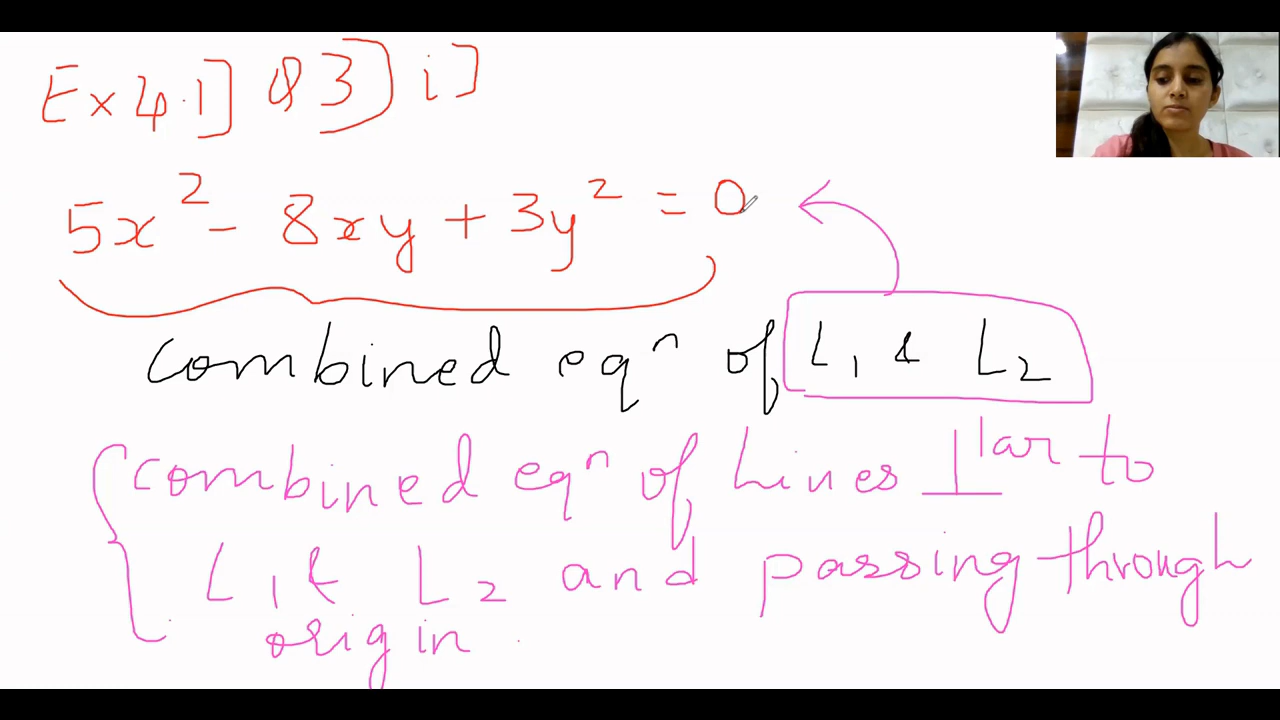 Ex 4.1] Q3) i]
5x² - 8xy + 3y² = 0
combined eqⁿ of L₁ & L₂
combined eqⁿ of Lines ⊥lar to
L₁ & L₂ and passing through
origin.